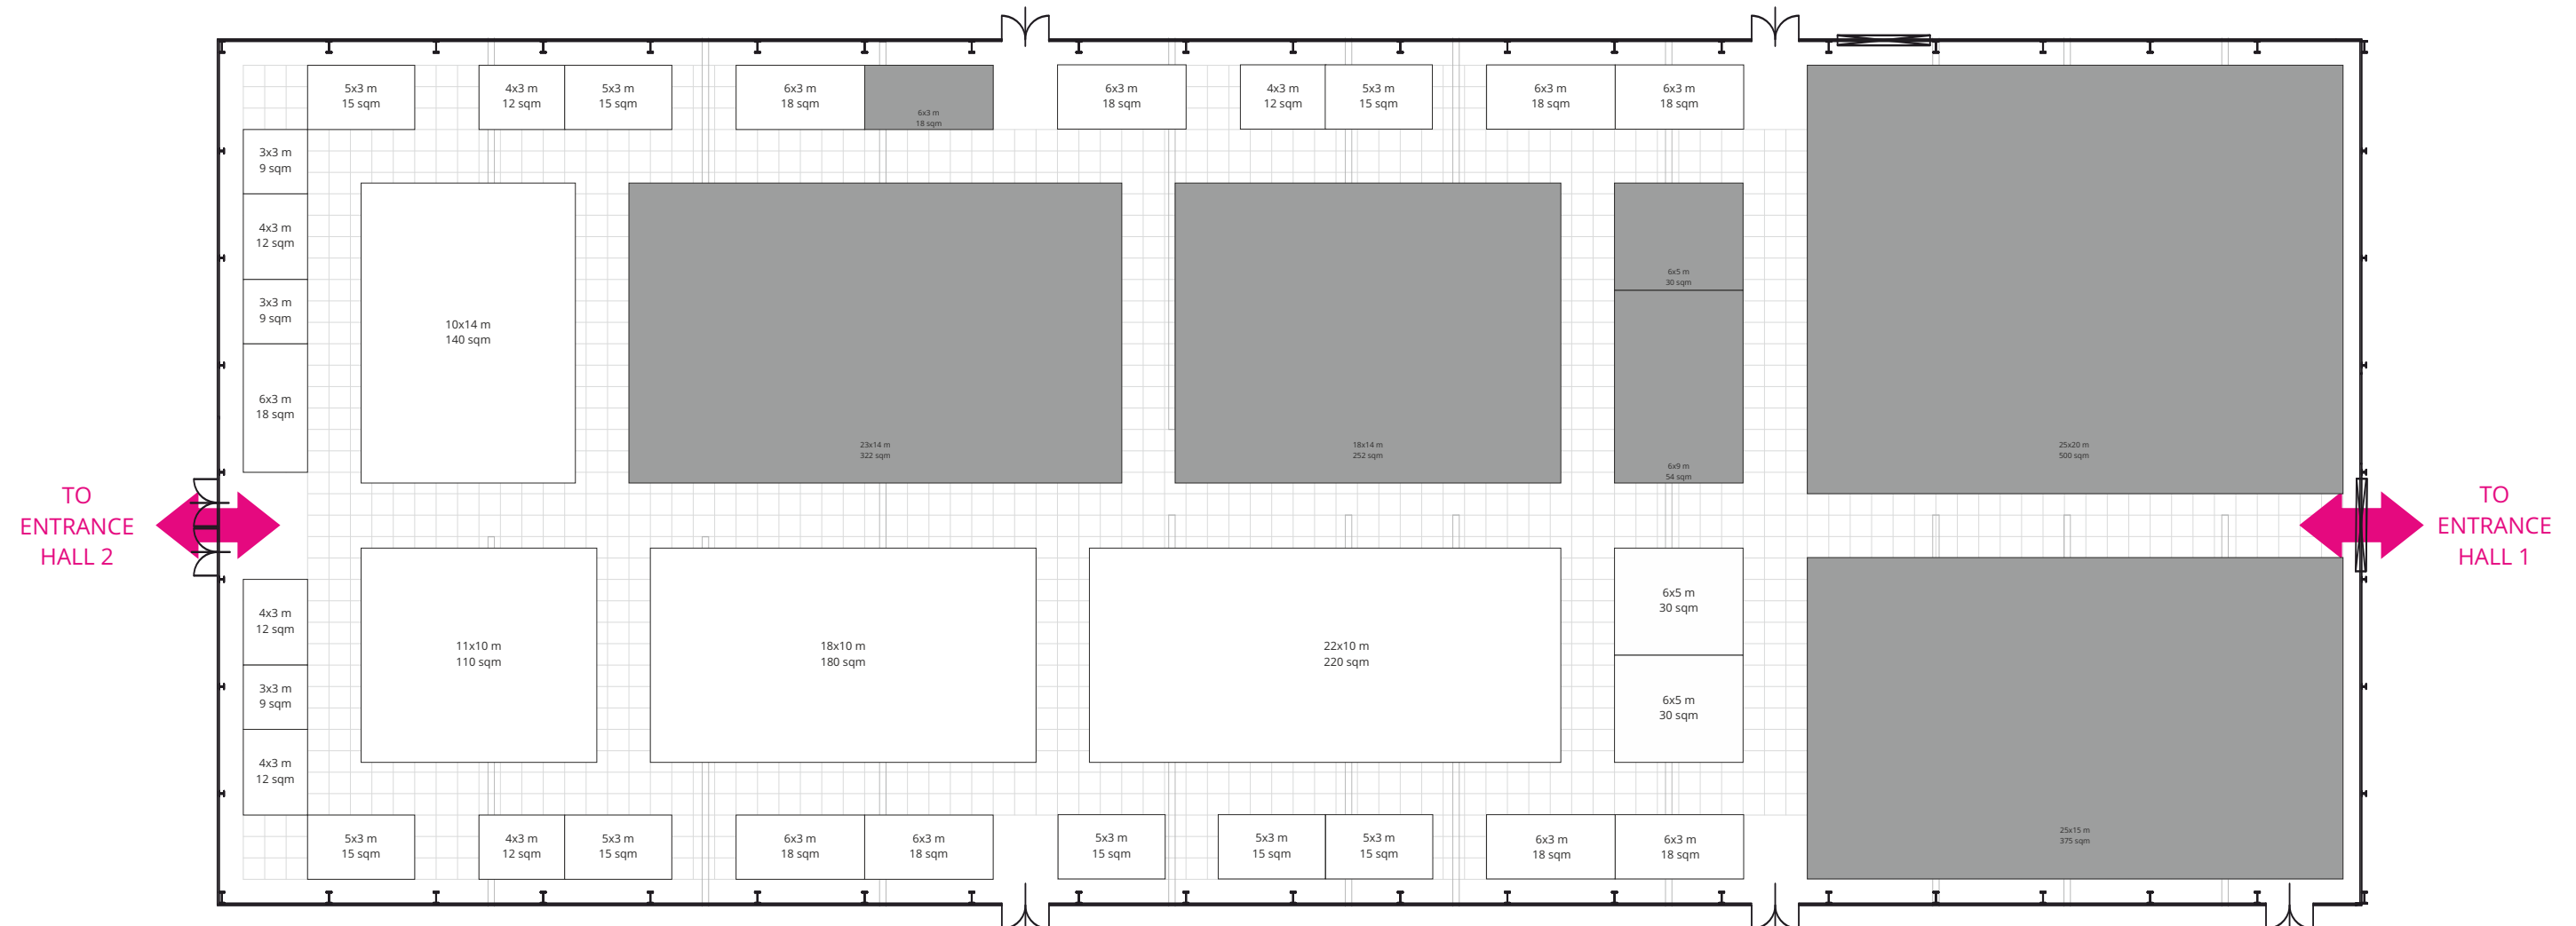 5x3 m
15 sqm
4x3 m
12 sqm
5x3 m
15 sqm
6x3 m
18 sqm
6x3 m
18 sqm
6x3 m
18 sqm
4x3 m
12 sqm
5x3 m
15 sqm
6x3 m
18 sqm
6x3 m
18 sqm
3x3 m
9 sqm
4x3 m
12 sqm
3x3 m
9 sqm
6x3 m
18 sqm
10x14 m
140 sqm
23x14 m
322 sqm
18x14 m
252 sqm
6x5 m
30 sqm
6x9 m
54 sqm
25x20 m
500 sqm
TO
ENTRANCE
HALL 2
TO
ENTRANCE
HALL 1
4x3 m
12 sqm
3x3 m
9 sqm
4x3 m
12 sqm
11x10 m
110 sqm
18x10 m
180 sqm
22x10 m
220 sqm
6x5 m
30 sqm
6x5 m
30 sqm
25x15 m
375 sqm
5x3 m
15 sqm
4x3 m
12 sqm
5x3 m
15 sqm
6x3 m
18 sqm
6x3 m
18 sqm
5x3 m
15 sqm
5x3 m
15 sqm
5x3 m
15 sqm
6x3 m
18 sqm
6x3 m
18 sqm